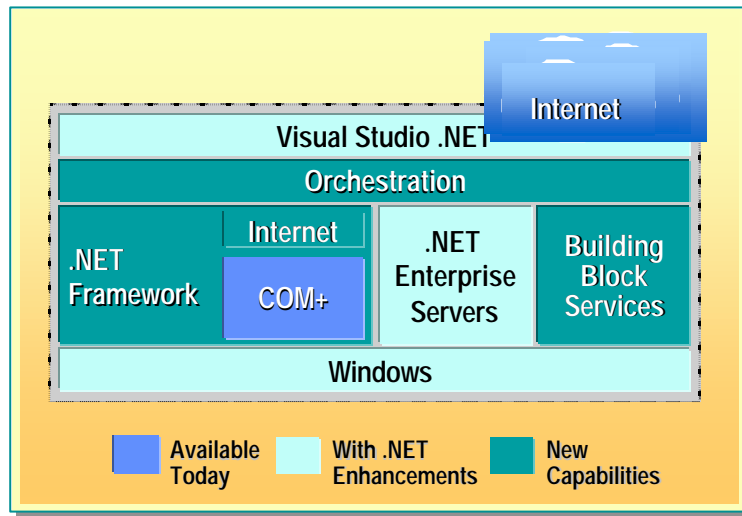 Internet
Visual Studio .NET
Orchestration
.NET
Framework
Internet
COM+
.NET
Enterprise
Servers
Building
Block
Services
Windows
Available
Today
With .NET
Enhancements
New
Capabilities